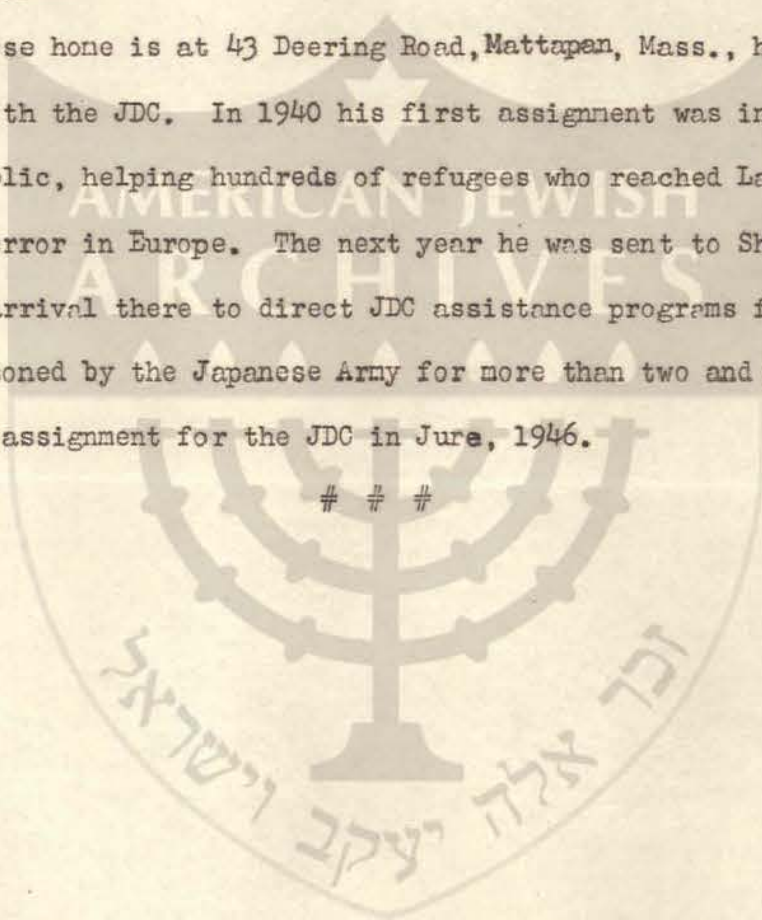 se home is at 43 Deering Road, Mattapan, Mass., h
th the JDC. In 1940 his first assignment was in
lic, helping hundreds of refugees who reached La
rror in Europe. The next year he was sent to Sh
rrival there to direct JDC assistance programs i
oned by the Japanese Army for more than two and
assignment for the JDC in Jure, 1946.
# # #
AMERICAN JEWISH
ARCHIVES
זכר אלה יעקב וישראל